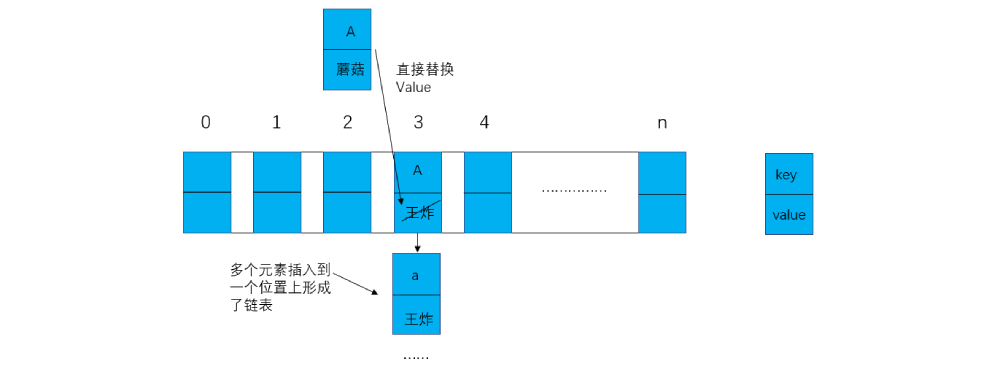 A
蘑菇
直接替换
Value
0 1 2 3 4 n
A
王炸
……………
key
value
a
王炸
多个元素插入到
一个位置上形成
了链表
……